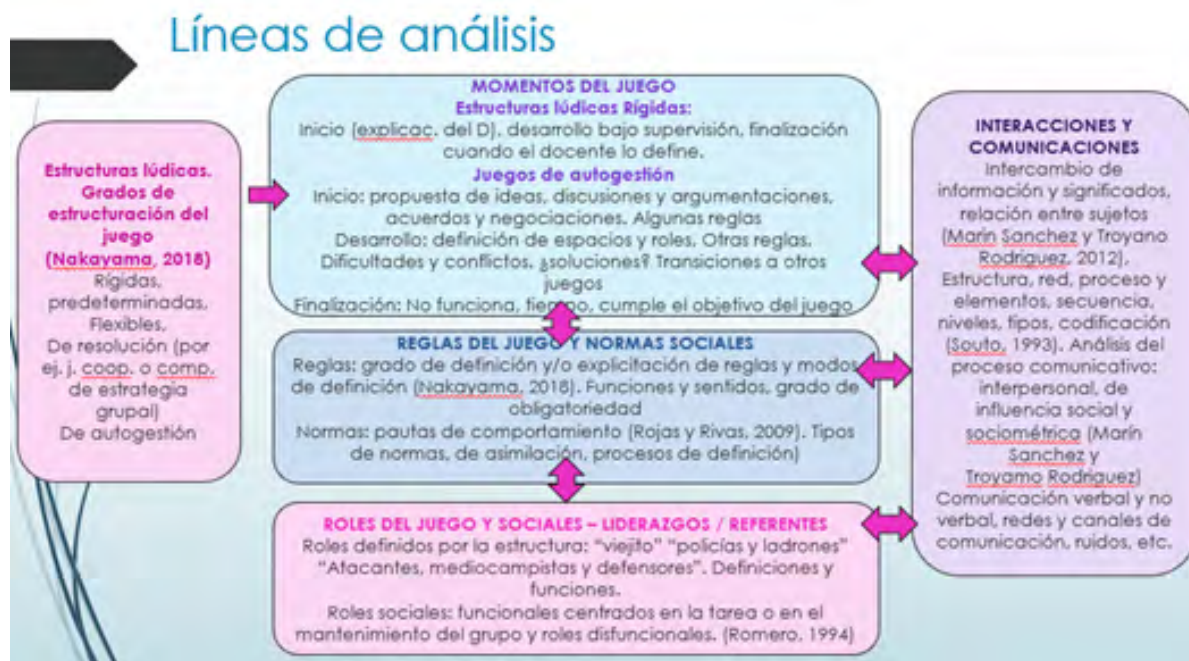 Líneas de análisis
Estructuras lúdicas.
Grados de
estructuración del
juego
(Nakayama, 2018)
Rígidas,
predeterminadas,
Flexibles,
De resolución (por
ej. j. coop. o comp.
de estrategia
grupal)
De autogestión
MOMENTOS DEL JUEGO
Estructuras lúdicas Rígidas:
Inicio (explicac. del D). desarrollo bajo supervisión, finalización
cuando el docente lo define.
Juegos de autogestión
Inicio: propuesta de ideas, discusiones y argumentaciones,
acuerdos y negociaciones. Algunas reglas
Desarrollo: definición de espacios y roles. Otras reglas.
Dificultades y conflictos. ¿soluciones? Transiciones a otros
juegos
Finalización: No funciona, tiempo, cumple el objetivo del juego
REGLAS DEL JUEGO Y NORMAS SOCIALES
Reglas: grado de definición y/o explicitación de reglas y modos
de definición (Nakayama, 2018). Funciones y sentidos, grado de
obligatoriedad
Normas: pautas de comportamiento (Rojas y Rivas, 2009). Tipos
de normas, de asimilación, procesos de definición)
ROLES DEL JUEGO Y SOCIALES – LIDERAZGOS / REFERENTES
Roles definidos por la estructura: “viejito” “policías y ladrones”
“Atacantes, mediocampistas y defensores”. Definiciones y
funciones.
Roles sociales: funcionales centrados en la tarea o en el
mantenimiento del grupo y roles disfuncionales. (Romero, 1994)
INTERACCIONES Y
COMUNICACIONES
Intercambio de
información y significados,
relación entre sujetos
(Marin Sanchez y Troyano
Rodriguez, 2012).
Estructura, red, proceso y
elementos, secuencia,
niveles, tipos, codificación
(Souto, 1993). Análisis del
proceso comunicativo:
interpersonal, de
influencia social y
sociométrica (Marín
Sanchez y
Troyamo Rodriguez)
Comunicación verbal y no
verbal, redes y canales de
comunicación, ruidos, etc.